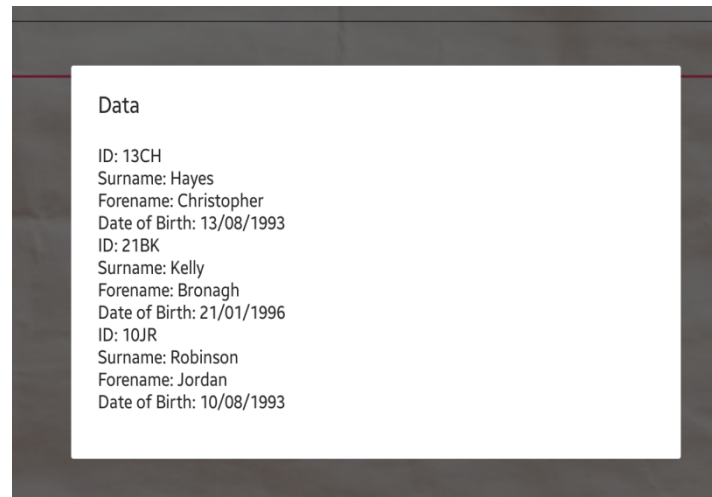 Data
ID: 13CH
Surname: Hayes
Forename: Christopher
Date of Birth: 13/08/1993
ID: 21BK
Surname: Kelly
Forename: Bronagh
Date of Birth: 21/01/1996
ID: 10JR
Surname: Robinson
Forename: Jordan
Date of Birth: 10/08/1993